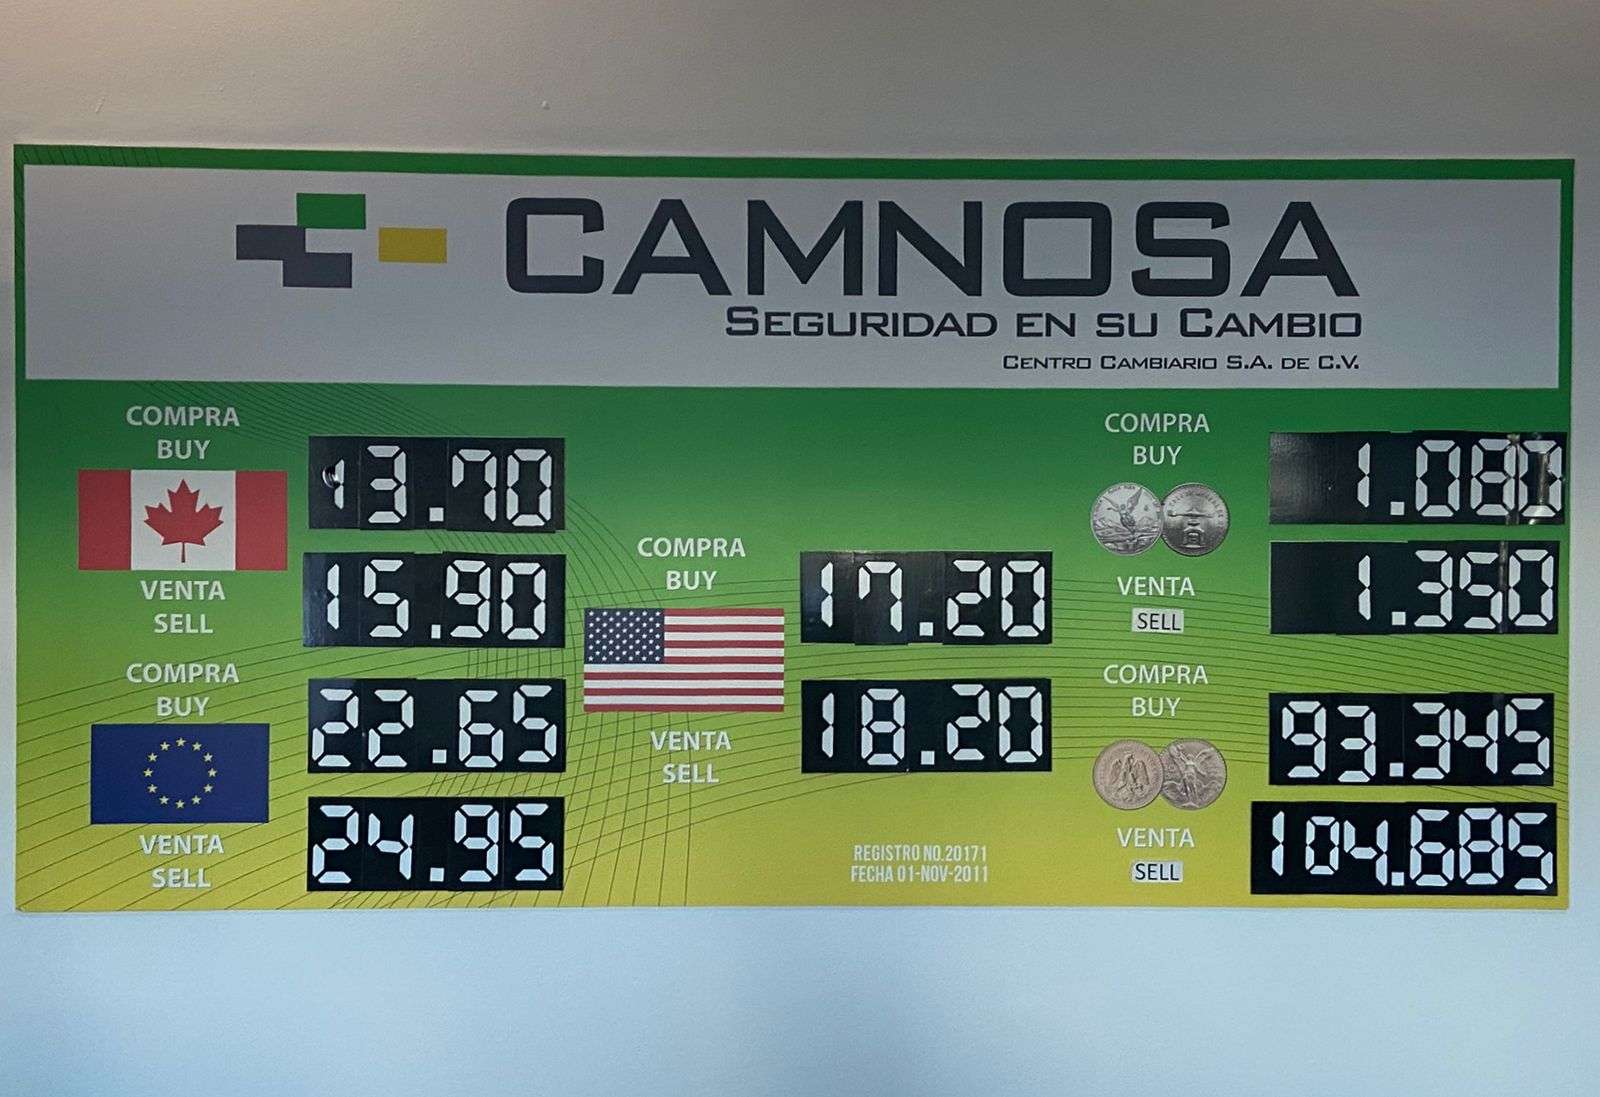 CAMNOSA
SEGURIDAD EN SU CAMBIO
CENTRO CAMBIARIO S.A. DE C.V.
COMPRA
BUY
13.70
VENTA
SELL
15.90
COMPRA
BUY
22.65
VENTA
SELL
24.95
COMPRA
BUY
17.20
VENTA
SELL
18.20
REGISTRO NO.20171
FECHA 01-NOV-2011
COMPRA
BUY
1.080
VENTA
SELL
1.350
COMPRA
BUY
93.345
VENTA
SELL
104.685